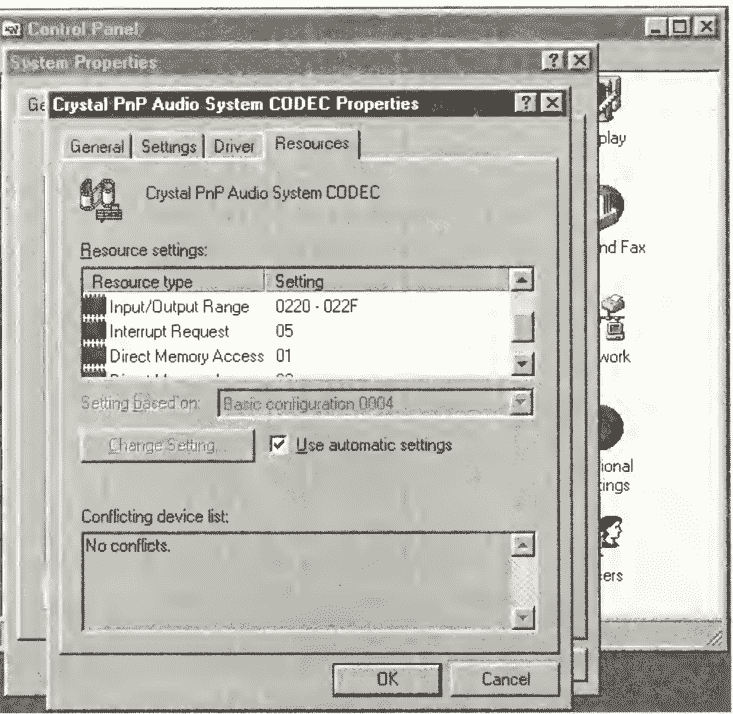 Control Panel
System Properties
Ge
Crystal PnP Audio System CODEC Properties
General Settings Driver Resources
play
Crystal PnP Audio System CODEC
nd Fax
Resource settings:
Resource type Setting
Input/Output Range 0220 - 022F
Interrupt Request 05
Direct Memory Access 01
work
Setting based on: Basic configuration 0004
Change Setting... Use automatic settings
ional
tings
Conflicting device list:
No conflicts.
ers
OK Cancel